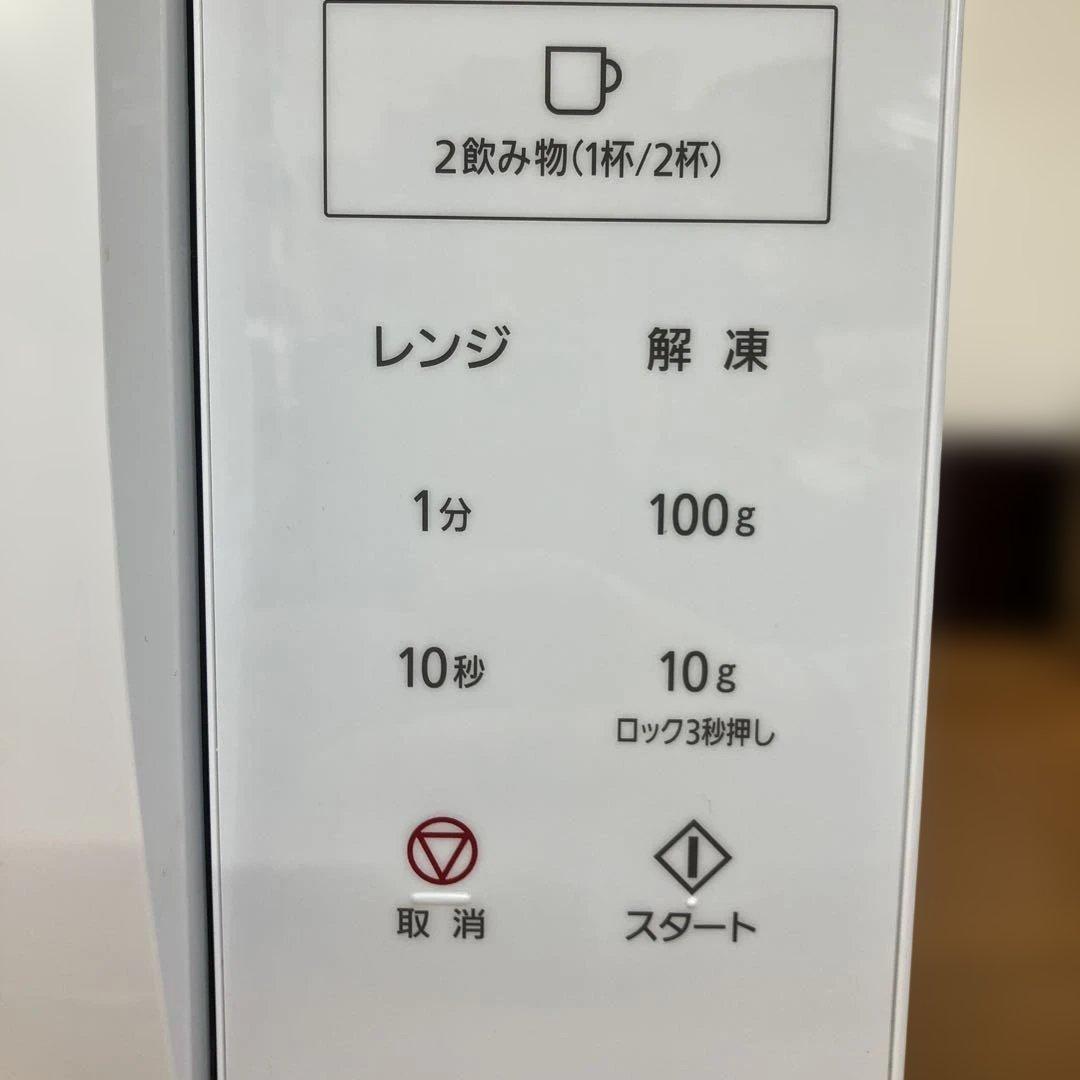 2飲み物(1杯/2杯)
レンジ 解凍
1分 100g
10秒 10g
ロック3秒押し
取消 スタート